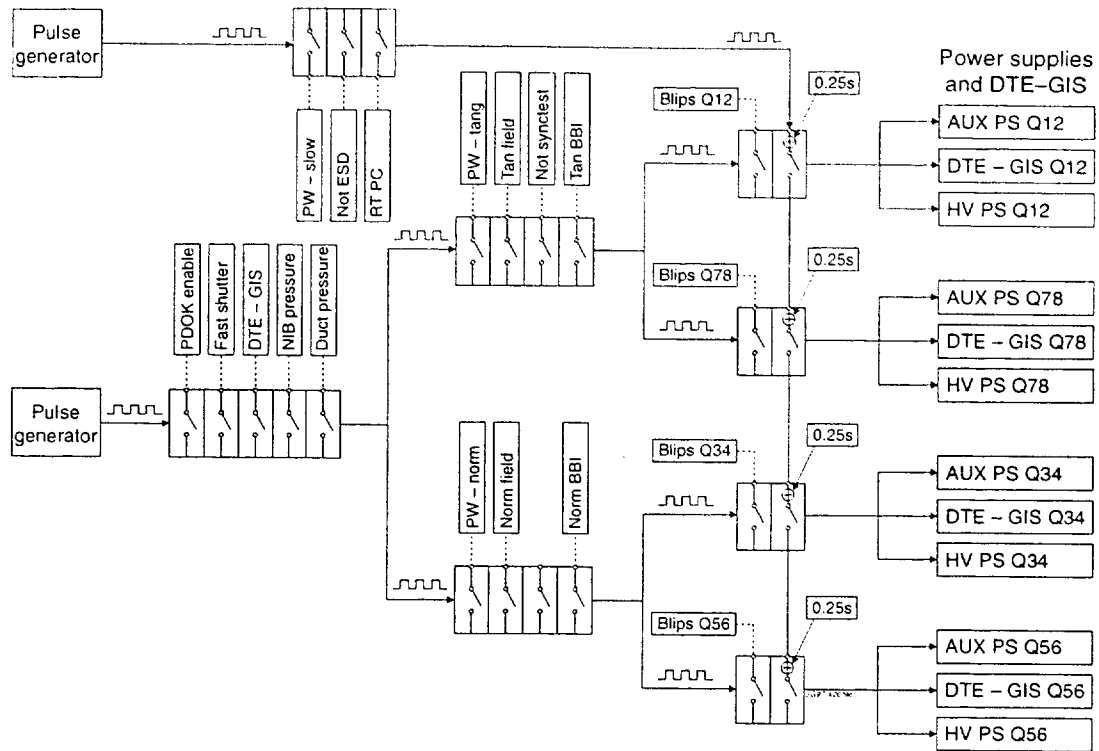 Pulse
generator
PW – slow
Not ESD
RT PC
PW – tang
Tan field
Not synctest
Tan BBI
Blips Q12
0.25s
Power supplies
and DTE–GIS
AUX PS Q12
DTE – GIS Q12
HV PS Q12
Blips Q78
0.25s
AUX PS Q78
DTE – GIS Q78
HV PS Q78
PDOK enable
Fast shutter
DTE – GIS
NIB pressure
Duct pressure
Pulse
generator
PW – norm
Norm field
Norm BBI
Blips Q34
0.25s
AUX PS Q34
DTE – GIS Q34
HV PS Q34
Blips Q56
0.25s
AUX PS Q56
DTE – GIS Q56
HV PS Q56